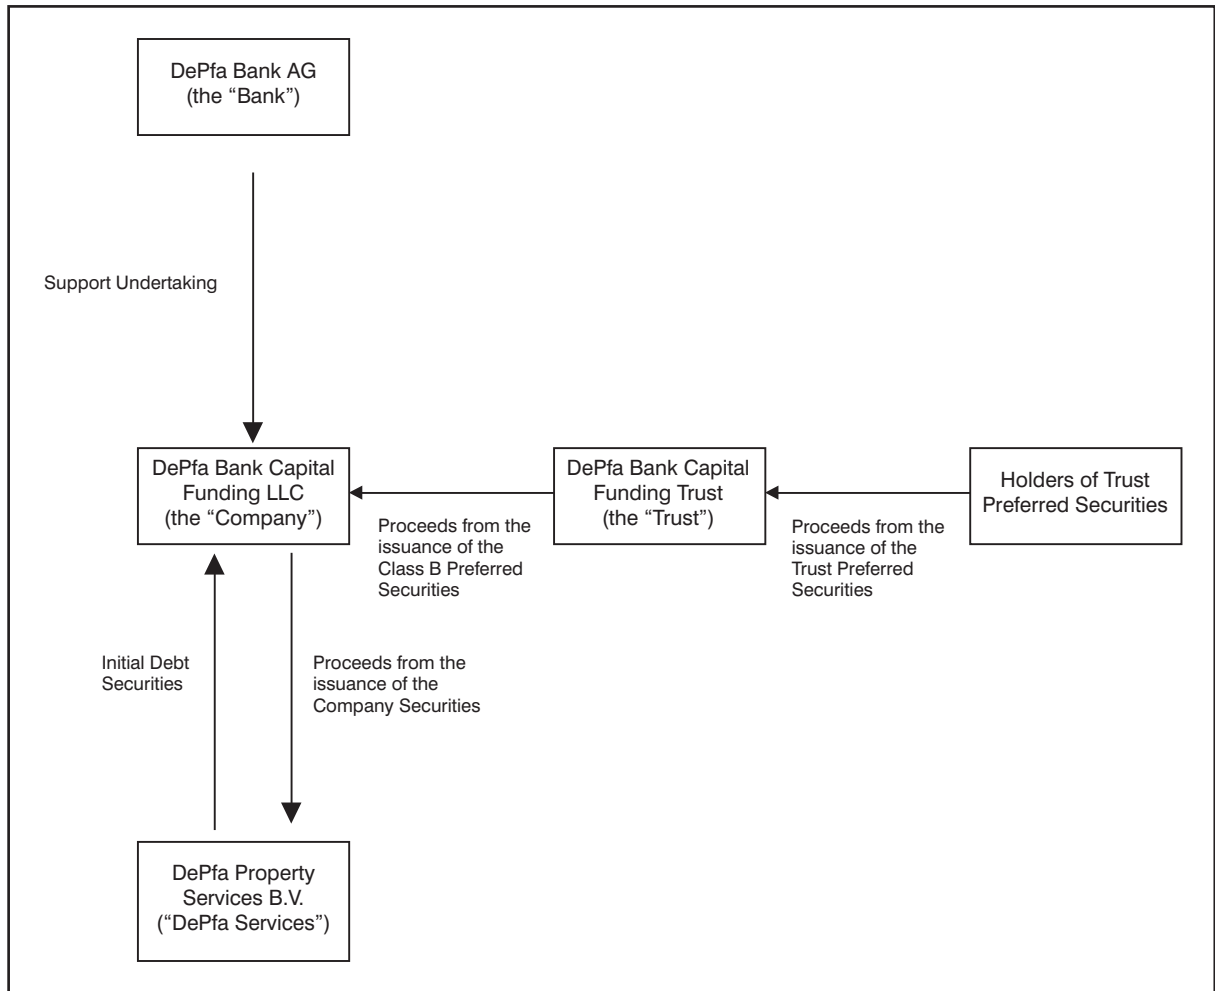 DePfa Bank AG
(the “Bank”)
Support Undertaking
DePfa Bank Capital
Funding LLC
(the “Company”)
DePfa Bank Capital
Funding Trust
(the “Trust”)
Holders of Trust
Preferred Securities
Proceeds from the
issuance of the
Class B Preferred
Securities
Proceeds from the
issuance of the
Trust Preferred
Securities
Initial Debt
Securities
Proceeds from the
issuance of the
Company Securities
DePfa Property
Services B.V.
(“DePfa Services”)